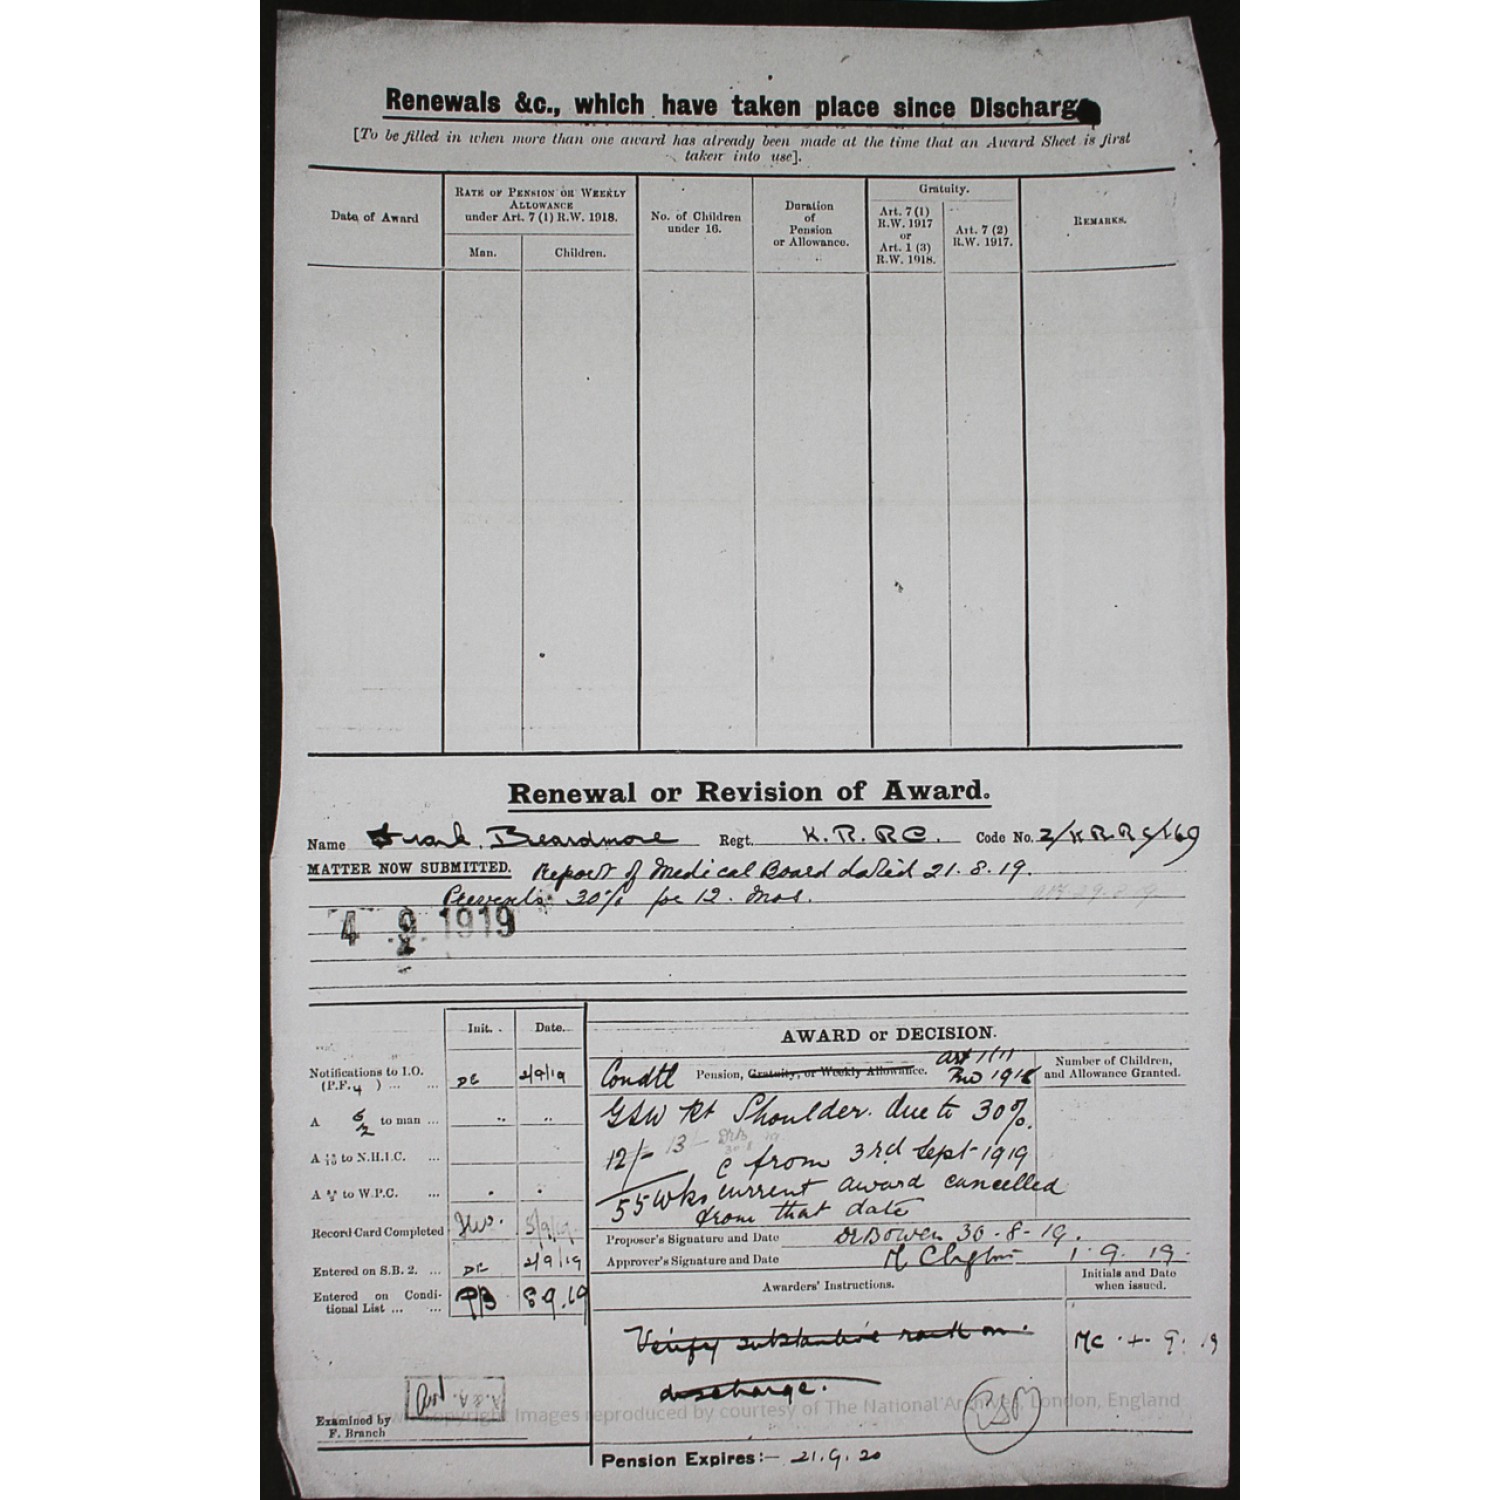 Renewals &c., which have taken place since Discharge
[To be filled in when more than one award has already been made at the time that an Award Sheet is first
taken into use].
Date of Award
RATE OF PENSION OR WEEKLY
ALLOWANCE
under Art. 7 (1) R.W. 1918.
Man.
Children.
No. of Children
under 16.
Duration
of
Pension
or Allowance.
Gratuity.
Art. 7 (1)
R.W. 1917
or
Art. 1 (3)
R.W. 1918.
Art. 7 (2)
R.W. 1917.
REMARKS.
Renewal or Revision of Award.
Name Frank Beardmore Regt. K.R.R.C. Code No. 2/KRRC/169
MATTER NOW SUBMITTED. Report of Medical Board dated 21.8.19.
30% for 12 mos.
4 9 1919
Init. Date.
Notifications to I.O.
(P.F. 4 ) ... ... DE 2/9/19
A to man ... " "
A to N.H.I.C. ...
A to W.P.C. ...
Record Card Completed
Entered on S.B. 2. ... DE 2/9/19
Entered on Condi-
tional List ... ... 8 9.19
Examined by
F. Branch
AWARD or DECISION.
Condtl Pension, Gratuity, or Weekly Allowance. Art 1/11
RW 1918
Number of Children,
and Allowance Granted.
GSW Rt Shoulder. due to 30%.
12/- 13/-
c from 3rd Sept 1919
55 wks current award cancelled
from that date
Proposer's Signature and Date Bowen 30-8-19.
Approver's Signature and Date 1.9.19.
Awarders' Instructions.
Initials and Date
when issued.
Verify substantive rank on
discharge.
MC 4.9.19
(c) Crown Copyright Images reproduced by courtesy of The National Archives, London, England
Pension Expires:— 21.9.20